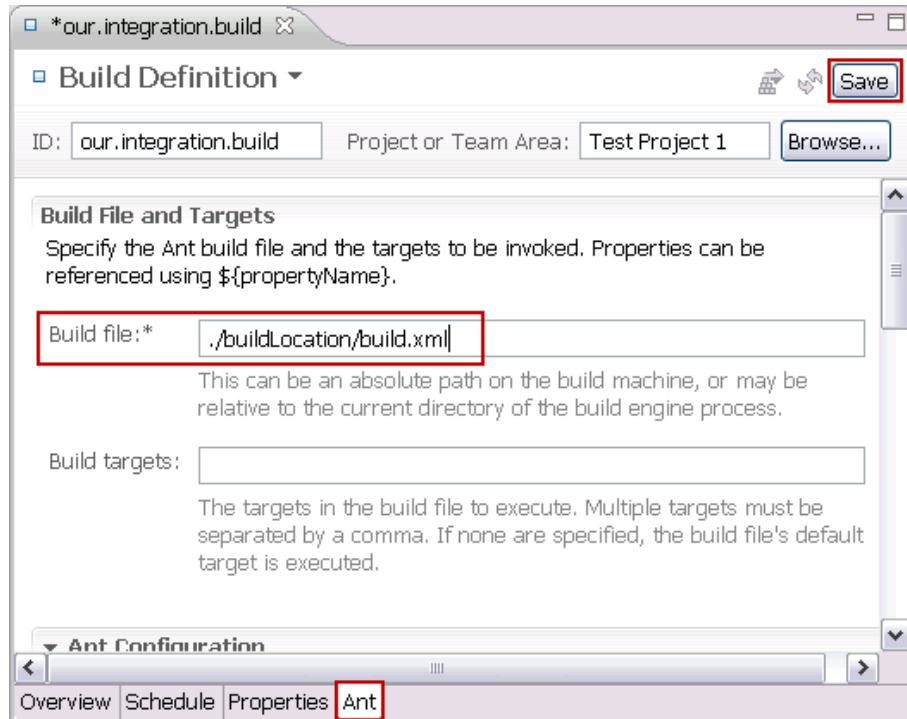 *our.integration.build
Build Definition
Save
ID: our.integration.build Project or Team Area: Test Project 1 Browse...
Build File and Targets
Specify the Ant build file and the targets to be invoked. Properties can be
referenced using ${propertyName}.
Build file:* ./buildLocation/build.xml
This can be an absolute path on the build machine, or may be
relative to the current directory of the build engine process.
Build targets:
The targets in the build file to execute. Multiple targets must be
separated by a comma. If none are specified, the build file's default
target is executed.
Ant Configuration
Overview Schedule Properties Ant